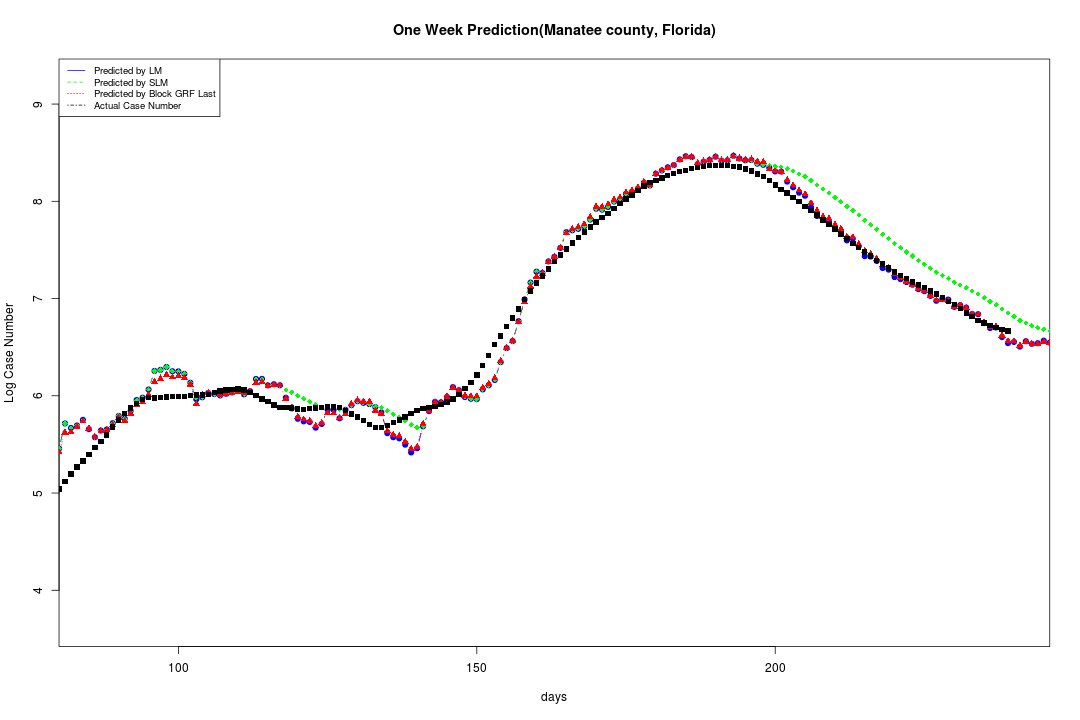 One Week Prediction(Manatee county, Florida)
Predicted by LM
Predicted by SLM
Predicted by Block GRF Last
Actual Case Number
9
8
7
6
5
4
Log Case Number
100 150 200
days